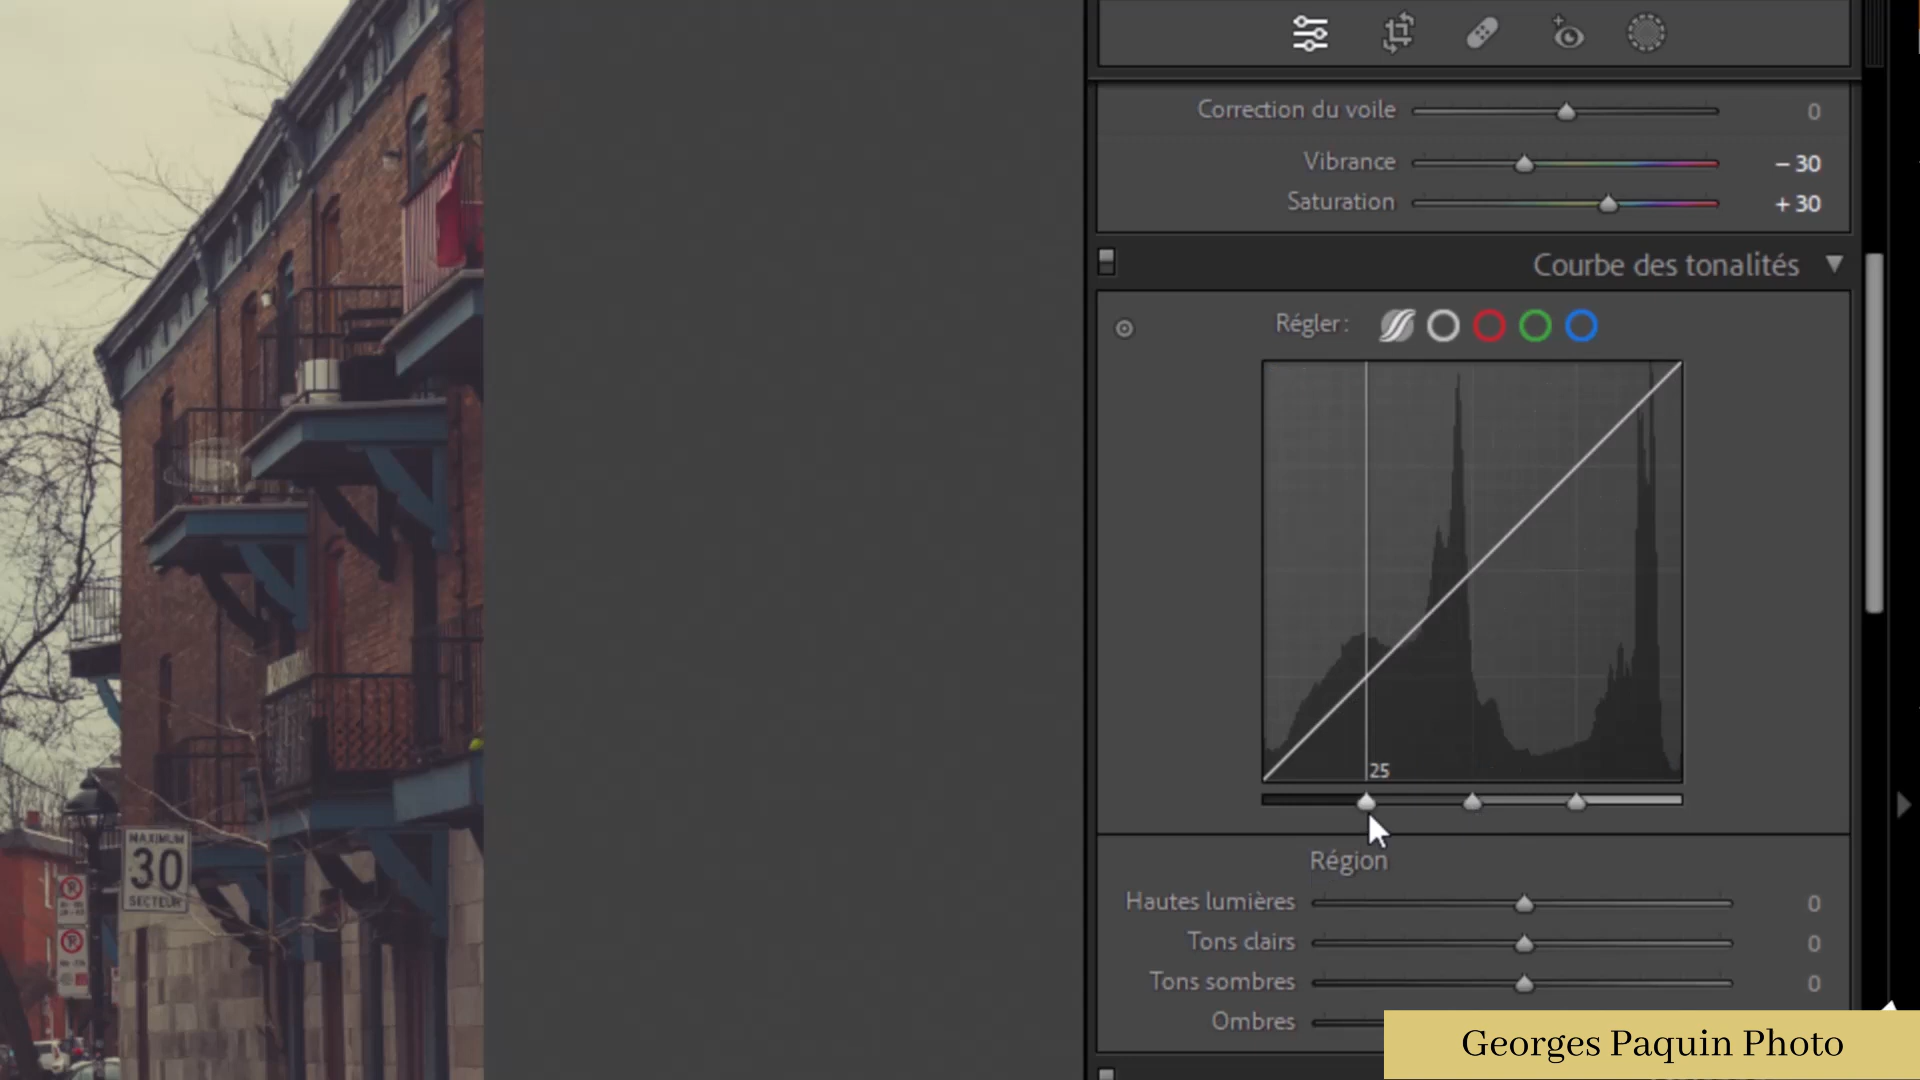 Correction du voile 0
Vibrance – 30
Saturation + 30
Courbe des tonalités
Régler :
25
Région
Hautes lumières 0
Tons clairs 0
Tons sombres 0
Ombres
MAXIMUM
30
SECTEUR
Georges Paquin Photo